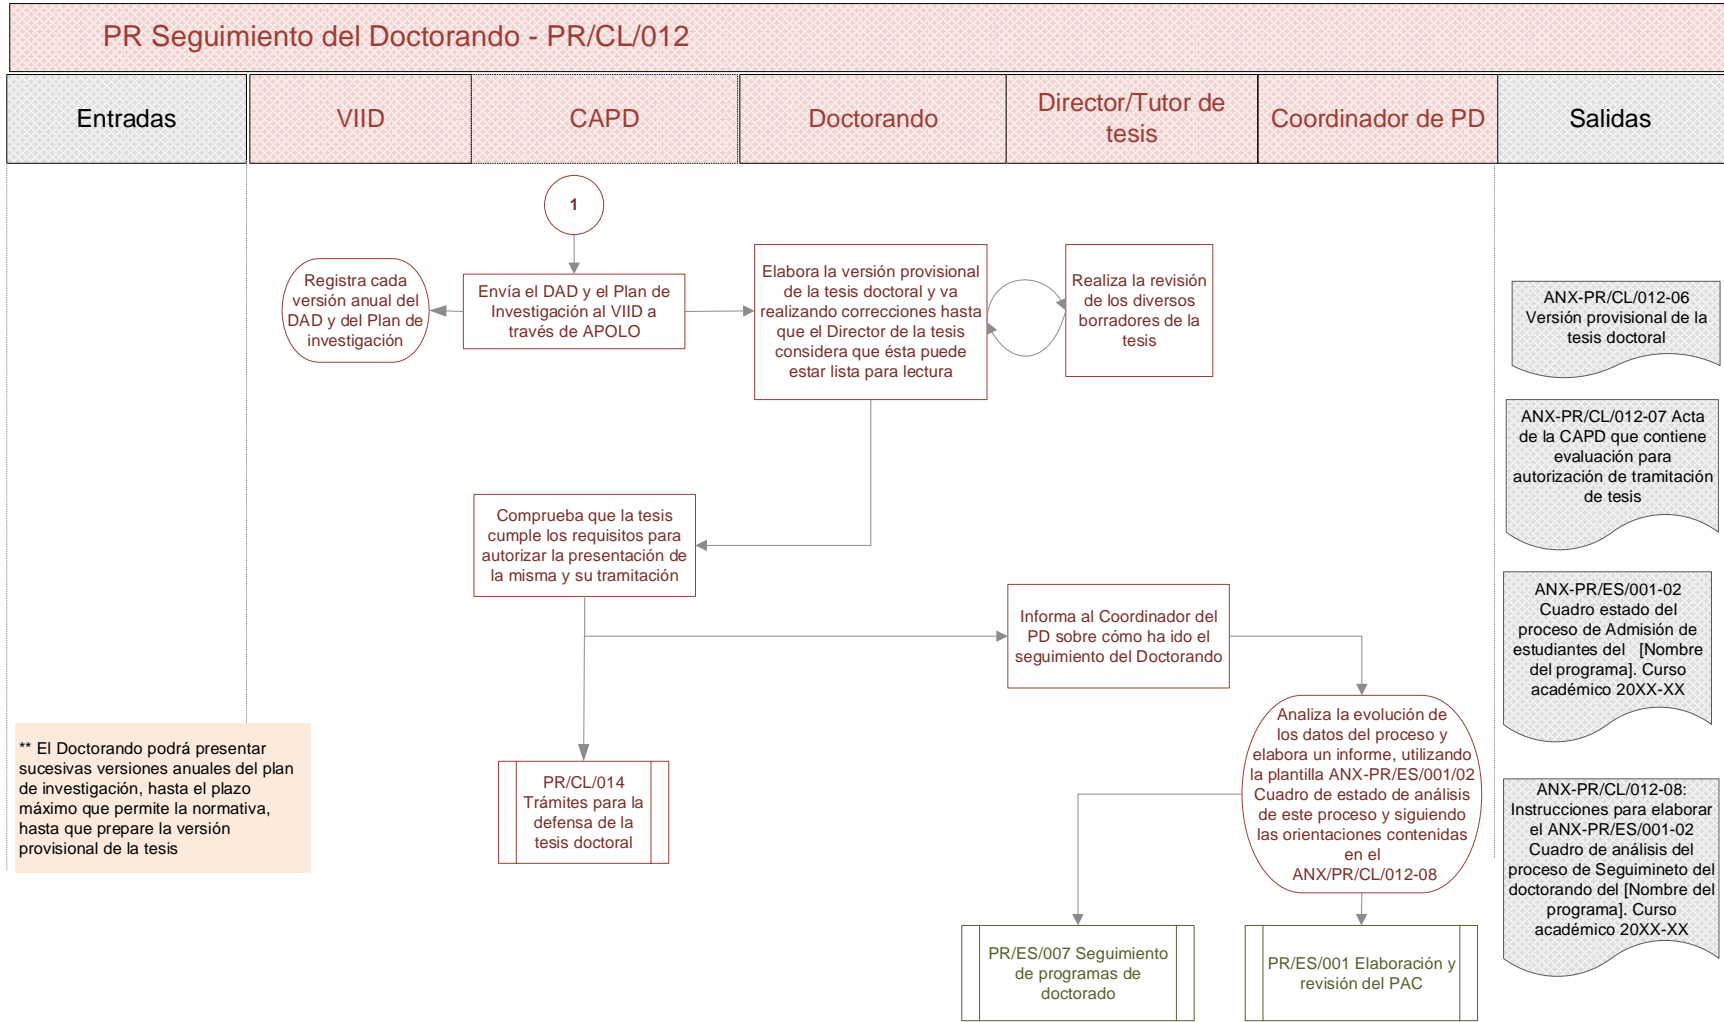 PR Seguimiento del Doctorando - PR/CL/012
Entradas
VIID
CAPD
Doctorando
Director/Tutor de
tesis
Coordinador de PD
Salidas
1
Registra cada
versión anual del
DAD y del Plan de
investigación
Envía el DAD y el Plan de
Investigación al VIID a
través de APOLO
Elabora la versión provisional
de la tesis doctoral y va
realizando correcciones hasta
que el Director de la tesis
considera que ésta puede
estar lista para lectura
Realiza la revisión
de los diversos
borradores de la
tesis
ANX-PR/CL/012-06
Versión provisional de la
tesis doctoral
ANX-PR/CL/012-07 Acta
de la CAPD que contiene
evaluación para
autorización de tramitación
de tesis
Comprueba que la tesis
cumple los requisitos para
autorizar la presentación de
la misma y su tramitación
Informa al Coordinador del
PD sobre cómo ha ido el
seguimiento del Doctorando
ANX-PR/ES/001-02
Cuadro estado del
proceso de Admisión de
estudiantes del [Nombre
del programa]. Curso
académico 20XX-XX
** El Doctorando podrá presentar
sucesivas versiones anuales del plan
de investigación, hasta el plazo
máximo que permite la normativa,
hasta que prepare la versión
provisional de la tesis
PR/CL/014
Trámites para la
defensa de la
tesis doctoral
Analiza la evolución de
los datos del proceso y
elabora un informe, utilizando
la plantilla ANX-PR/ES/001/02
Cuadro de estado de análisis
de este proceso y siguiendo
las orientaciones contenidas
en el
ANX/PR/CL/012-08
ANX-PR/CL/012-08:
Instrucciones para elaborar
el ANX-PR/ES/001-02
Cuadro de análisis del
proceso de Seguimineto del
doctorando del [Nombre del
programa]. Curso
académico 20XX-XX
PR/ES/007 Seguimiento
de programas de
doctorado
PR/ES/001 Elaboración y
revisión del PAC